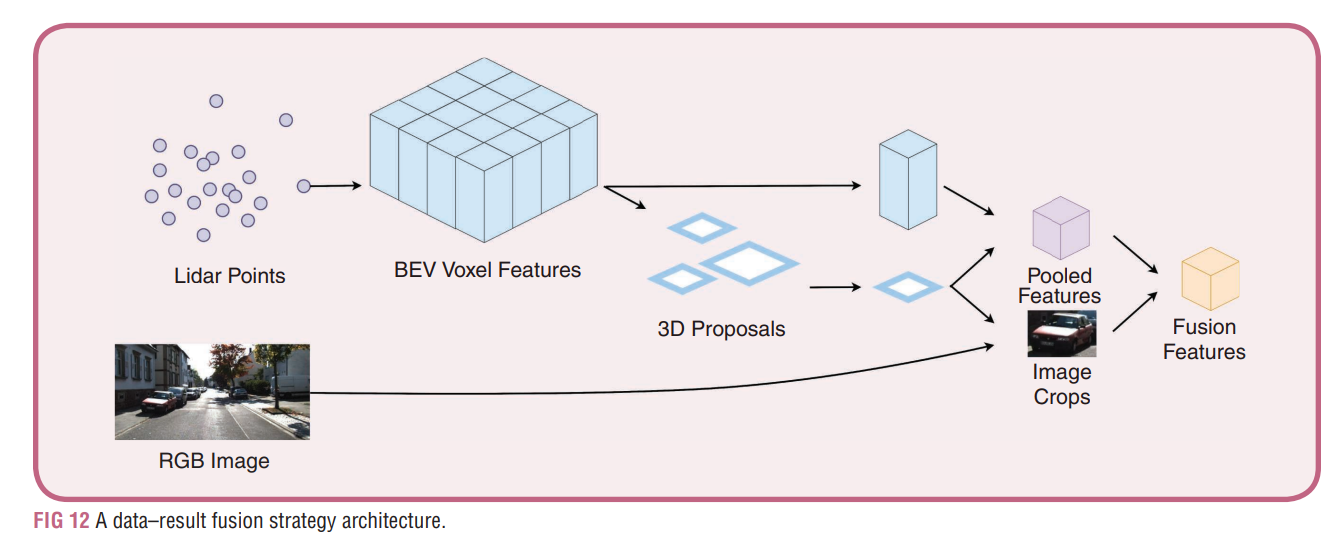 Lidar Points
BEV Voxel Features
3D Proposals
Pooled
Features
Image
Crops
Fusion
Features
RGB Image
FIG 12 A data–result fusion strategy architecture.